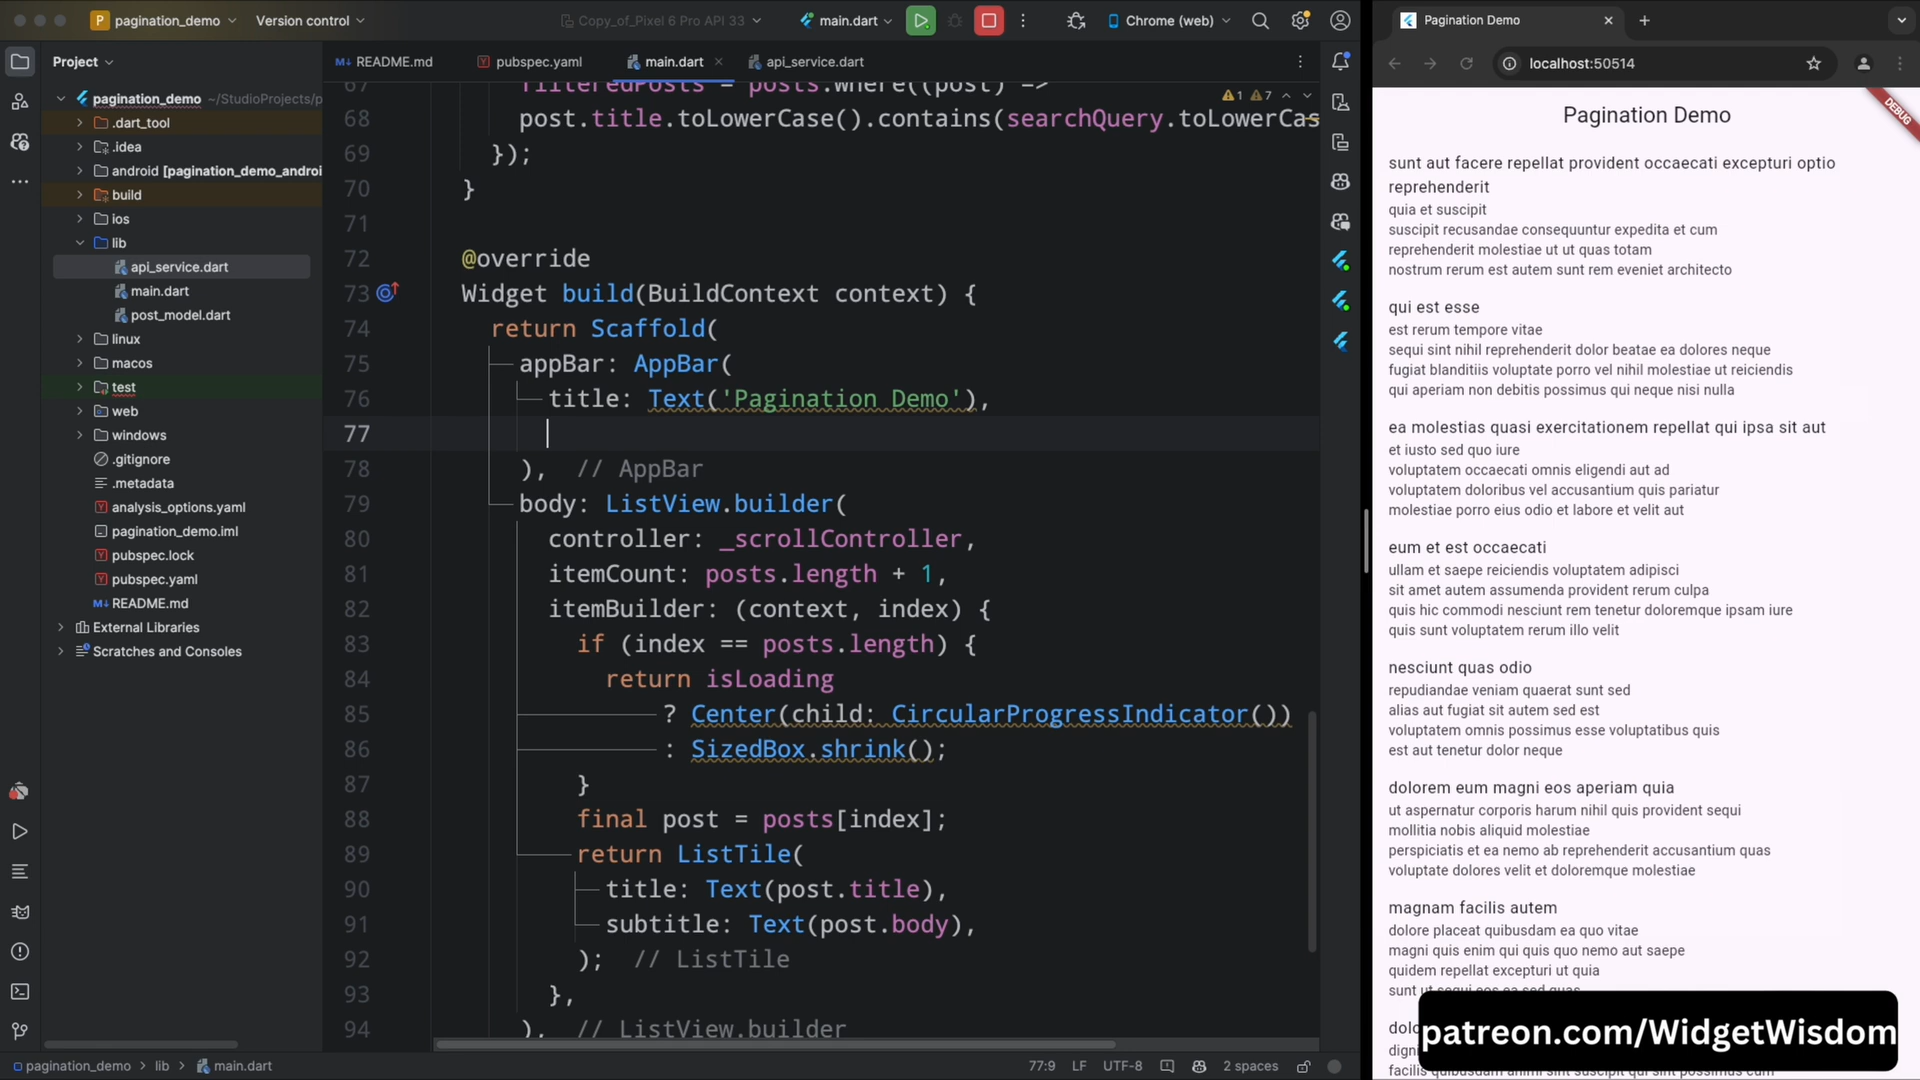 pagination_demo
Version control
Copy_of_Pixel 6 Pro API 33
main.dart
Chrome (web)
Pagination Demo
Project
README.md
pubspec.yaml
main.dart
api_service.dart
localhost:50514
pagination_demo ~/StudioProjects/p
.dart_tool
.idea
android [pagination_demo_androi
build
ios
lib
api_service.dart
main.dart
post_model.dart
linux
macos
test
web
windows
.gitignore
.metadata
analysis_options.yaml
pagination_demo.iml
pubspec.lock
pubspec.yaml
README.md
External Libraries
Scratches and Consoles
1 7
67 filteredPosts = posts.where((post) =>
68 post.title.toLowerCase().contains(searchQuery.toLowerCas
69 });
70 }
71
72 @override
73 Widget build(BuildContext context) {
74 return Scaffold(
75 appBar: AppBar(
76 title: Text('Pagination Demo'),
77
78 ), // AppBar
79 body: ListView.builder(
80 controller: _scrollController,
81 itemCount: posts.length + 1,
82 itemBuilder: (context, index) {
83 if (index == posts.length) {
84 return isLoading
85 ? Center(child: CircularProgressIndicator())
86 : SizedBox.shrink();
87 }
88 final post = posts[index];
89 return ListTile(
90 title: Text(post.title),
91 subtitle: Text(post.body),
92 ); // ListTile
93 },
94 ), // ListView.builder
Pagination Demo
DEBUG
sunt aut facere repellat provident occaecati excepturi optio
reprehenderit
quia et suscipit
suscipit recusandae consequuntur expedita et cum
reprehenderit molestiae ut ut quas totam
nostrum rerum est autem sunt rem eveniet architecto
qui est esse
est rerum tempore vitae
sequi sint nihil reprehenderit dolor beatae ea dolores neque
fugiat blanditiis voluptate porro vel nihil molestiae ut reiciendis
qui aperiam non debitis possimus qui neque nisi nulla
ea molestias quasi exercitationem repellat qui ipsa sit aut
et iusto sed quo iure
voluptatem occaecati omnis eligendi aut ad
voluptatem doloribus vel accusantium quis pariatur
molestiae porro eius odio et labore et velit aut
eum et est occaecati
ullam et saepe reiciendis voluptatem adipisci
sit amet autem assumenda provident rerum culpa
quis hic commodi nesciunt rem tenetur doloremque ipsam iure
quis sunt voluptatem rerum illo velit
nesciunt quas odio
repudiandae veniam quaerat sunt sed
alias aut fugiat sit autem sed est
voluptatem omnis possimus esse voluptatibus quis
est aut tenetur dolor neque
dolorem eum magni eos aperiam quia
ut aspernatur corporis harum nihil quis provident sequi
mollitia nobis aliquid molestiae
perspiciatis et ea nemo ab reprehenderit accusantium quas
voluptate dolores velit et doloremque molestiae
magnam facilis autem
dolore placeat quibusdam ea quo vitae
magni quis enim qui quis quo nemo aut saepe
quidem repellat excepturi ut quia
sunt ut sequi eos ea sed quas
patreon.com/WidgetWisdom
pagination_demo
lib
main.dart
77:9
LF
UTF-8
2 spaces